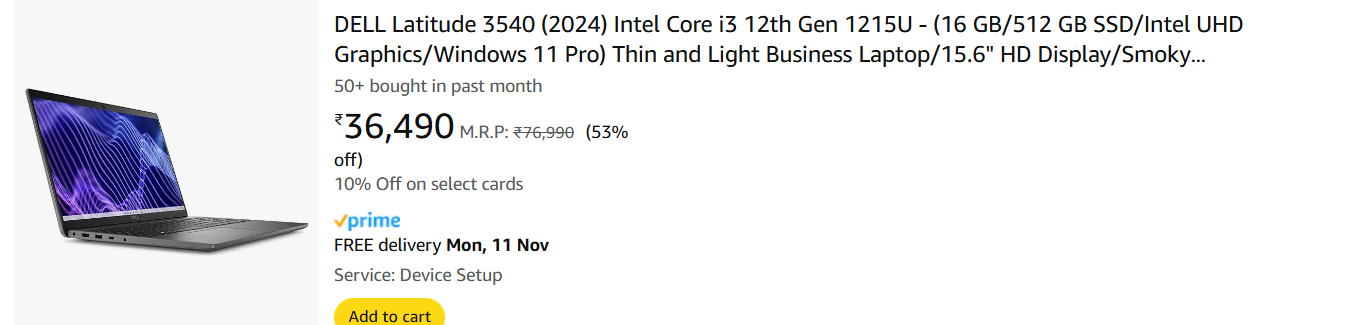 DELL Latitude 3540 (2024) Intel Core i3 12th Gen 1215U - (16 GB/512 GB SSD/Intel UHD
Graphics/Windows 11 Pro) Thin and Light Business Laptop/15.6" HD Display/Smoky...
50+ bought in past month
₹36,490 M.R.P: ₹76,990 (53%
off)
10% Off on select cards
prime
FREE delivery Mon, 11 Nov
Service: Device Setup
Add to cart